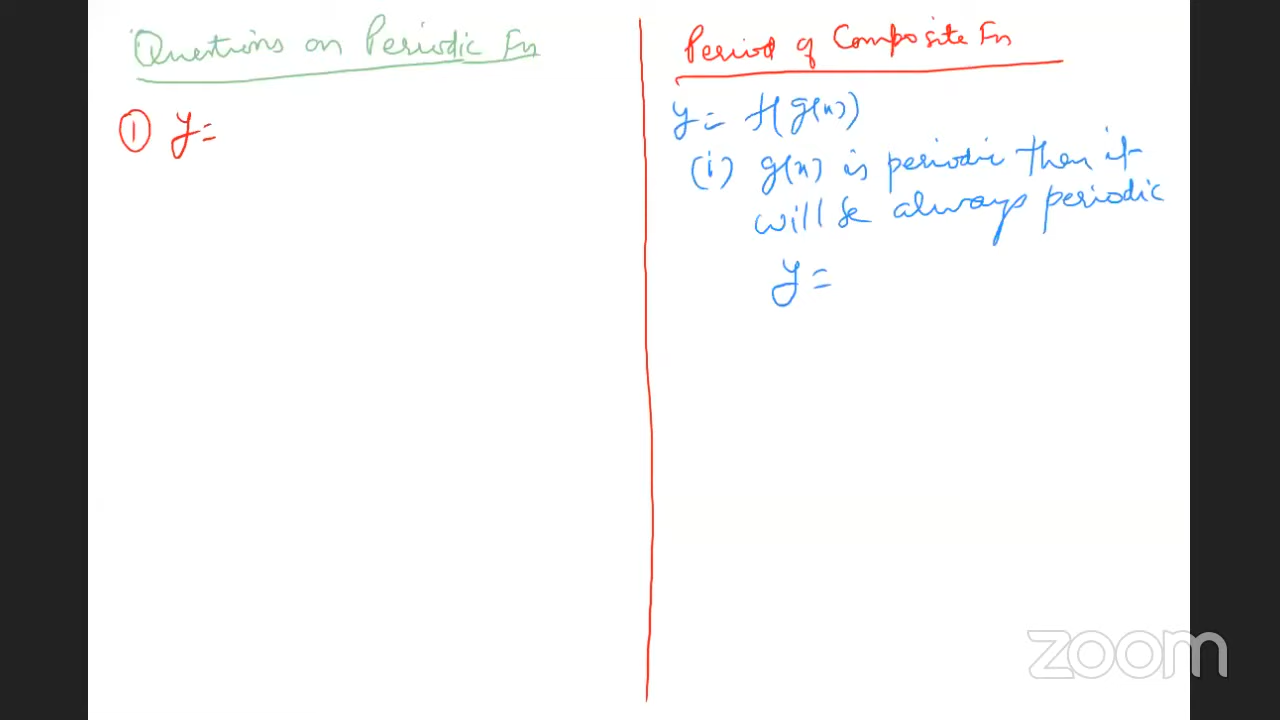 Questions on Periodic Fn
① y=
Period of Composite Fn
y = f(g(x))
(i) g(x) is periodic then it
will be always periodic
y =
zoom